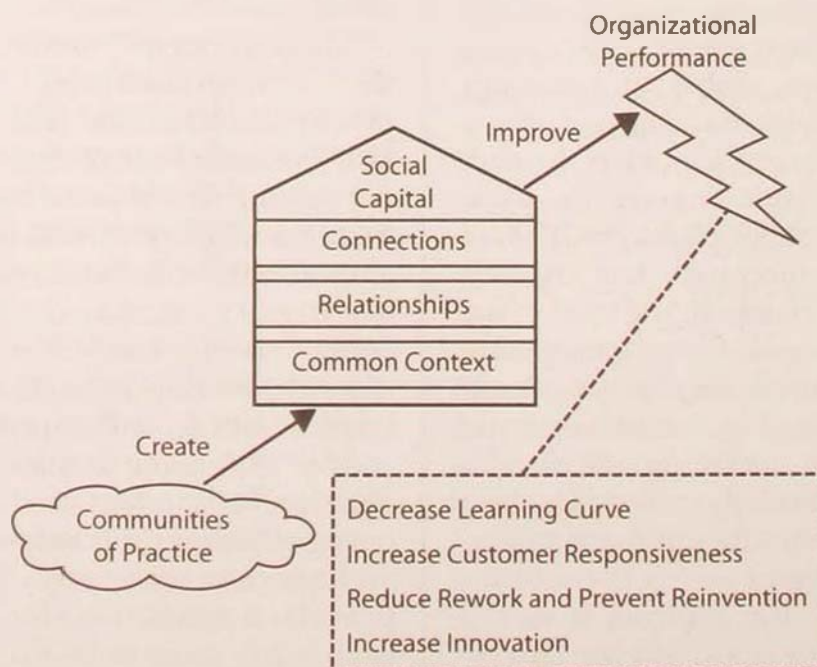 Organizational
Performance
Improve
Social
Capital
Connections
Relationships
Common Context
Create
Communities
of Practice
Decrease Learning Curve
Increase Customer Responsiveness
Reduce Rework and Prevent Reinvention
Increase Innovation